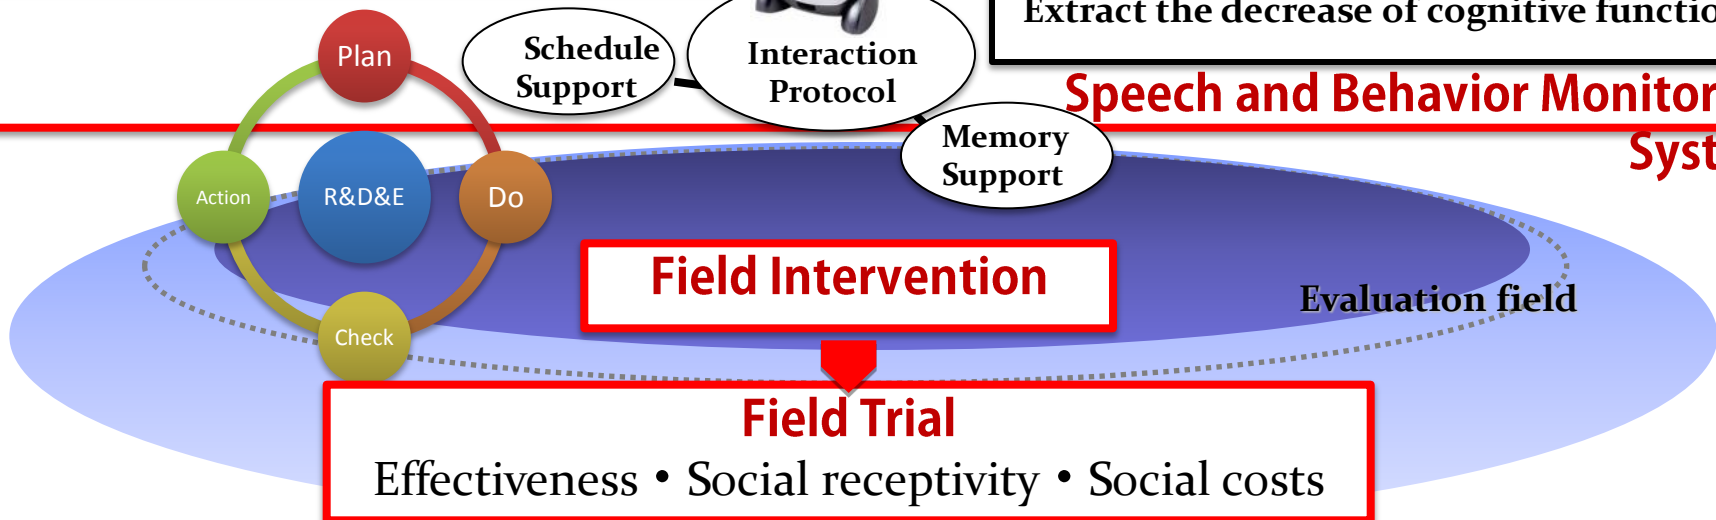 Extract the decrease of cognitive functio
Plan
Schedule
Support
Interaction
Protocol
Speech and Behavior Monitor
Syst
Memory
Support
Action
R&D&E
Do
Field Intervention
Evaluation field
Check
Field Trial
Effectiveness・Social receptivity・Social costs